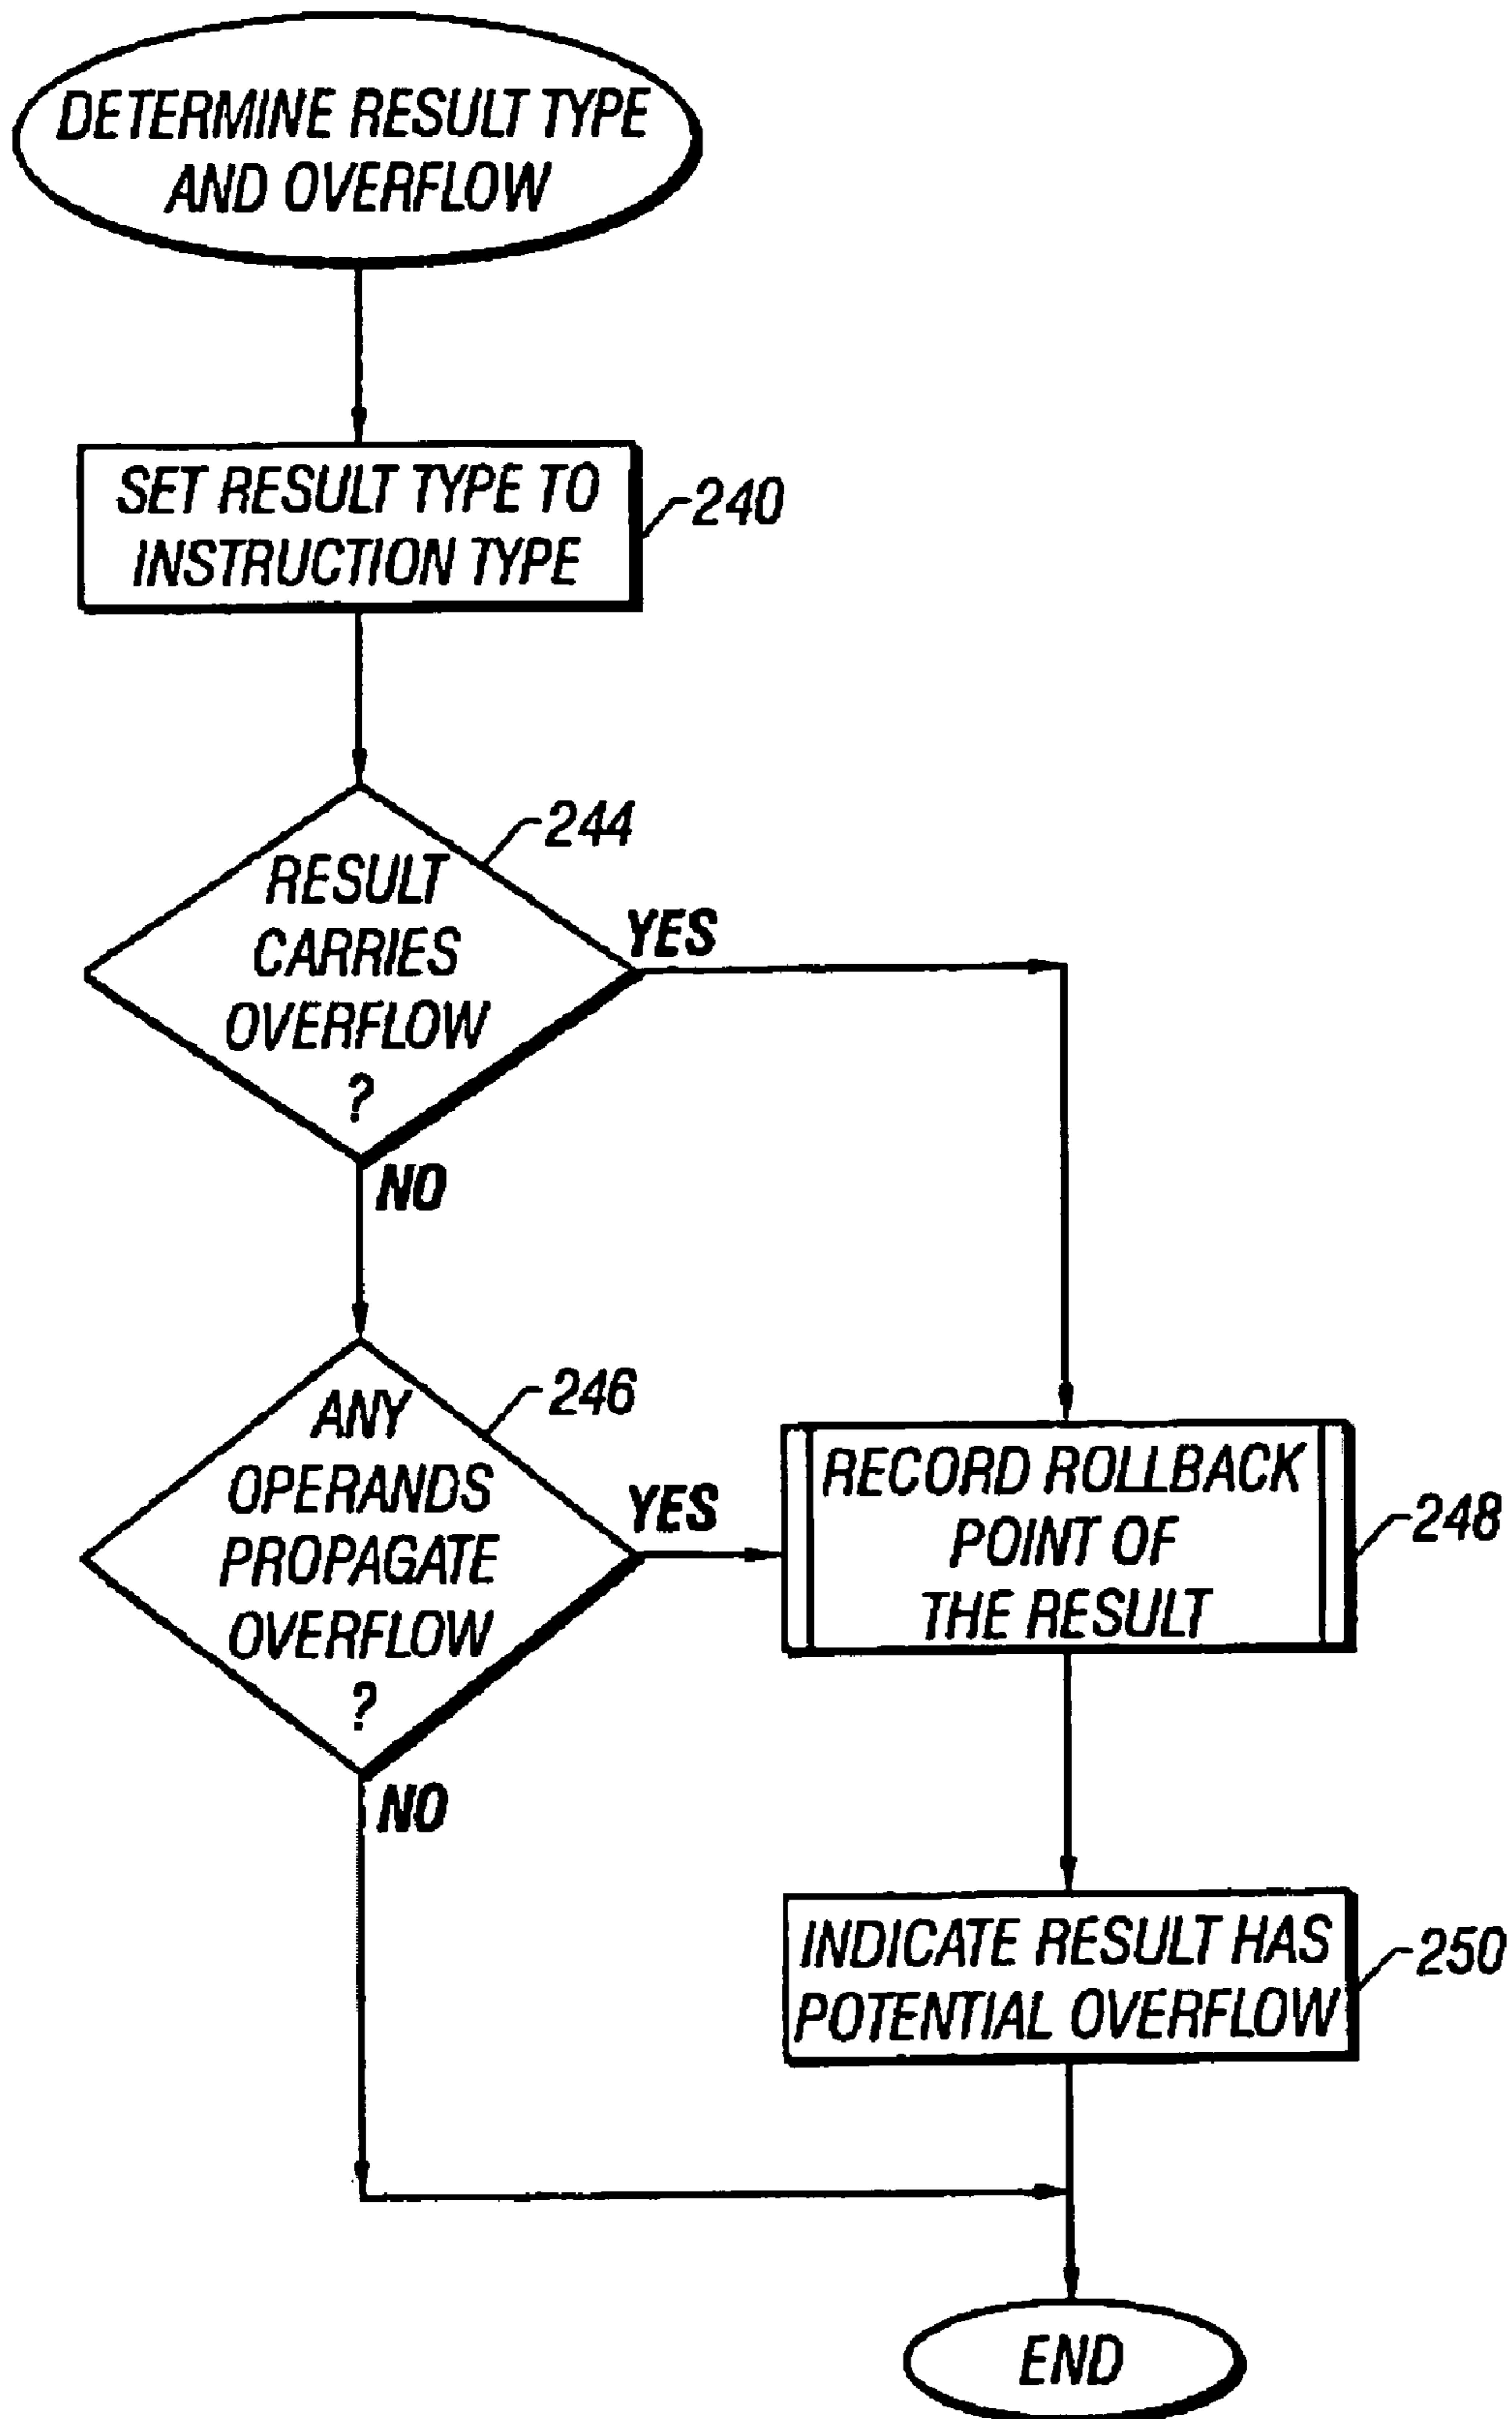 DETERMINE RESULT TYPE
AND OVERFLOW
SET RESULT TYPE TO
INSTRUCTION TYPE
240
244
RESULT
CARRIES
OVERFLOW
?
YES
NO
246
ANY
OPERANDS
PROPAGATE
OVERFLOW
?
YES
NO
RECORD ROLLBACK
POINT OF
THE RESULT
248
INDICATE RESULT HAS
POTENTIAL OVERFLOW
250
END